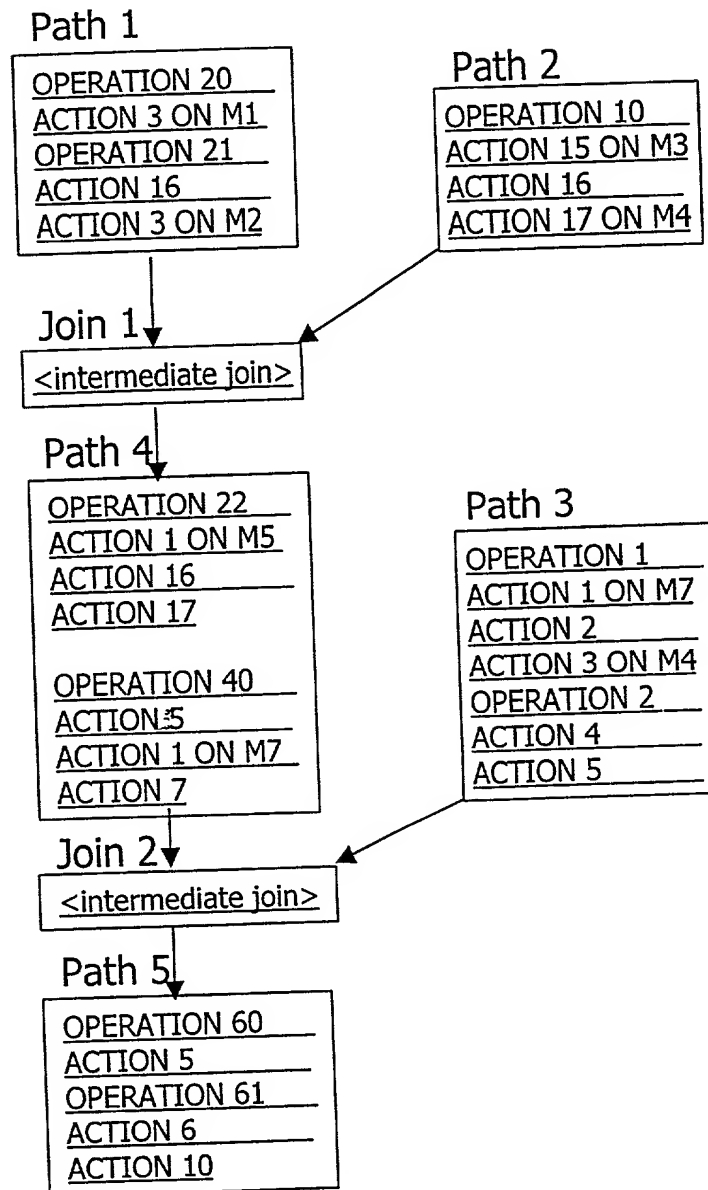 Path 1
OPERATION 20
ACTION 3 ON M1
OPERATION 21
ACTION 16
ACTION 3 ON M2
Path 2
OPERATION 10
ACTION 15 ON M3
ACTION 16
ACTION 17 ON M4
Join 1
<intermediate join>
Path 4
OPERATION 22
ACTION 1 ON M5
ACTION 16
ACTION 17
OPERATION 40
ACTION 5
ACTION 1 ON M7
ACTION 7
Path 3
OPERATION 1
ACTION 1 ON M7
ACTION 2
ACTION 3 ON M4
OPERATION 2
ACTION 4
ACTION 5
Join 2
<intermediate join>
Path 5
OPERATION 60
ACTION 5
OPERATION 61
ACTION 6
ACTION 10